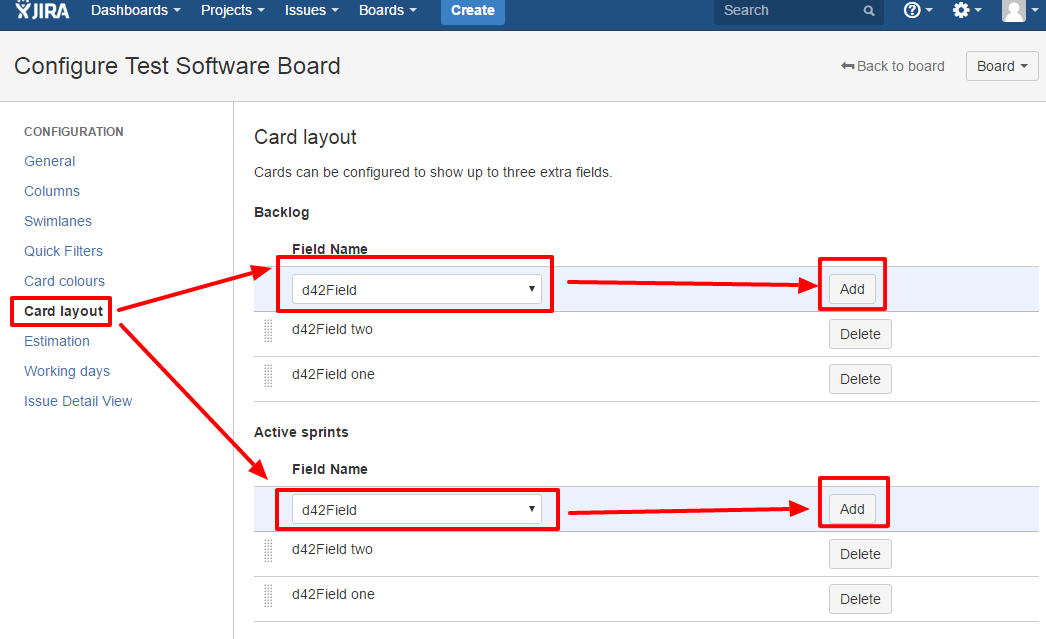 JIRA Dashboards Projects Issues Boards Create Search
Configure Test Software Board
Back to board Board
CONFIGURATION
General
Columns
Swimlanes
Quick Filters
Card colours
Card layout
Estimation
Working days
Issue Detail View
Card layout
Cards can be configured to show up to three extra fields.
Backlog
Field Name
d42Field Add
d42Field two Delete
d42Field one Delete
Active sprints
Field Name
d42Field Add
d42Field two Delete
d42Field one Delete